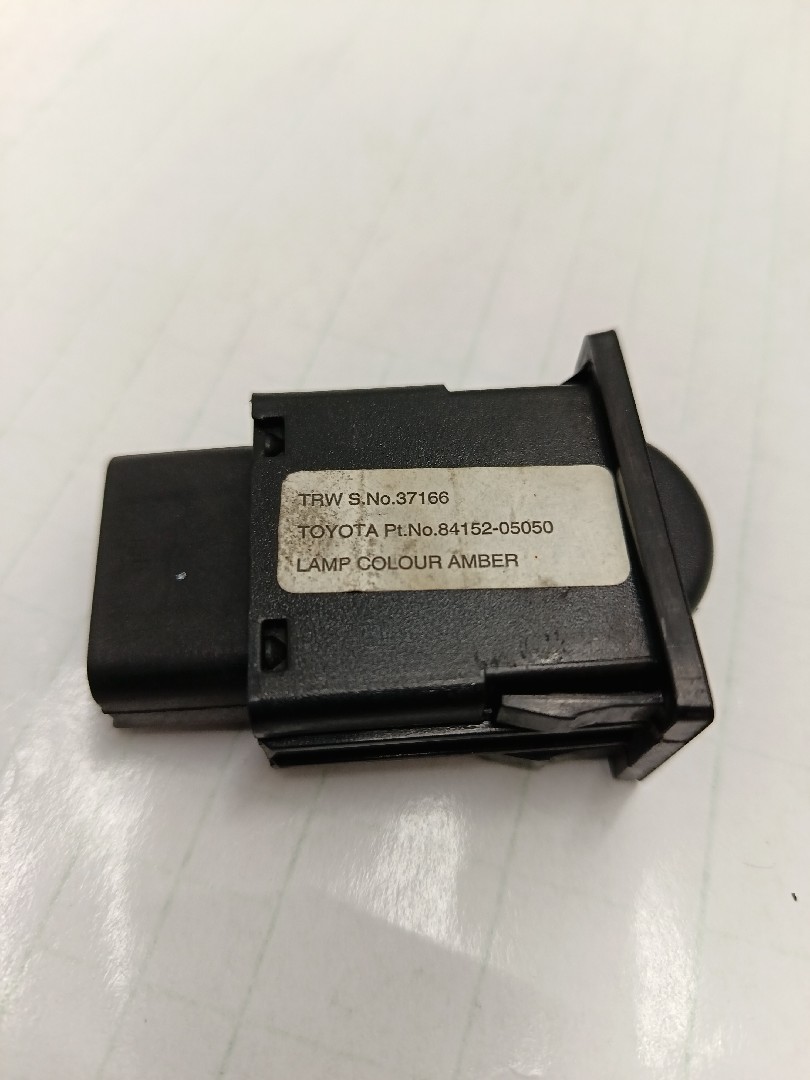 TRW S.No.37166
TOYOTA Pt.No.84152-05050
LAMP COLOUR AMBER